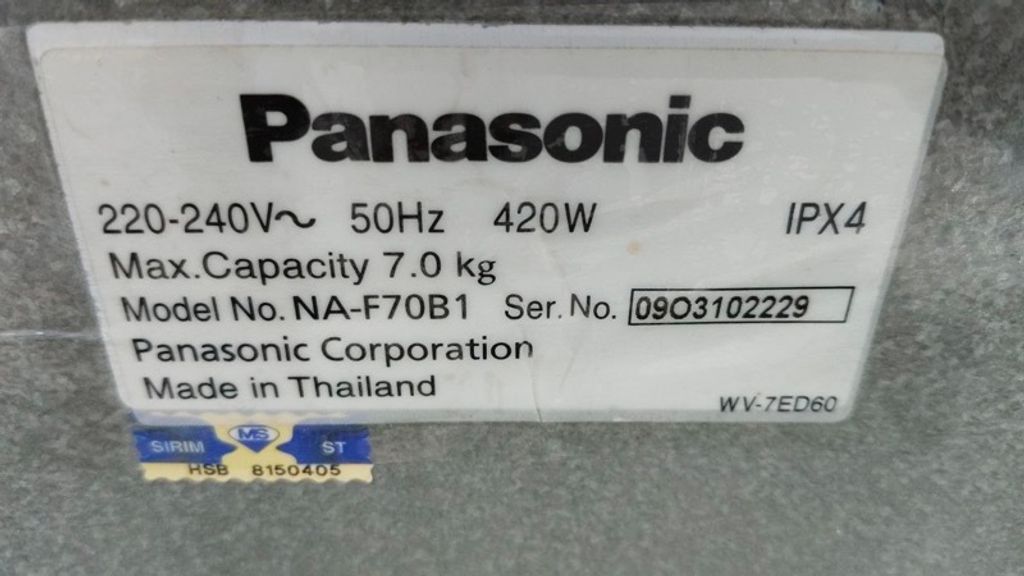 Panasonic
220-240V~ 50Hz 420W IPX4
Max.Capacity 7.0 kg
Model No. NA-F70B1 Ser. No. 09O3102229
Panasonic Corporation
Made in Thailand
WV-7ED60
SIRIM MS ST
HSB 8150405